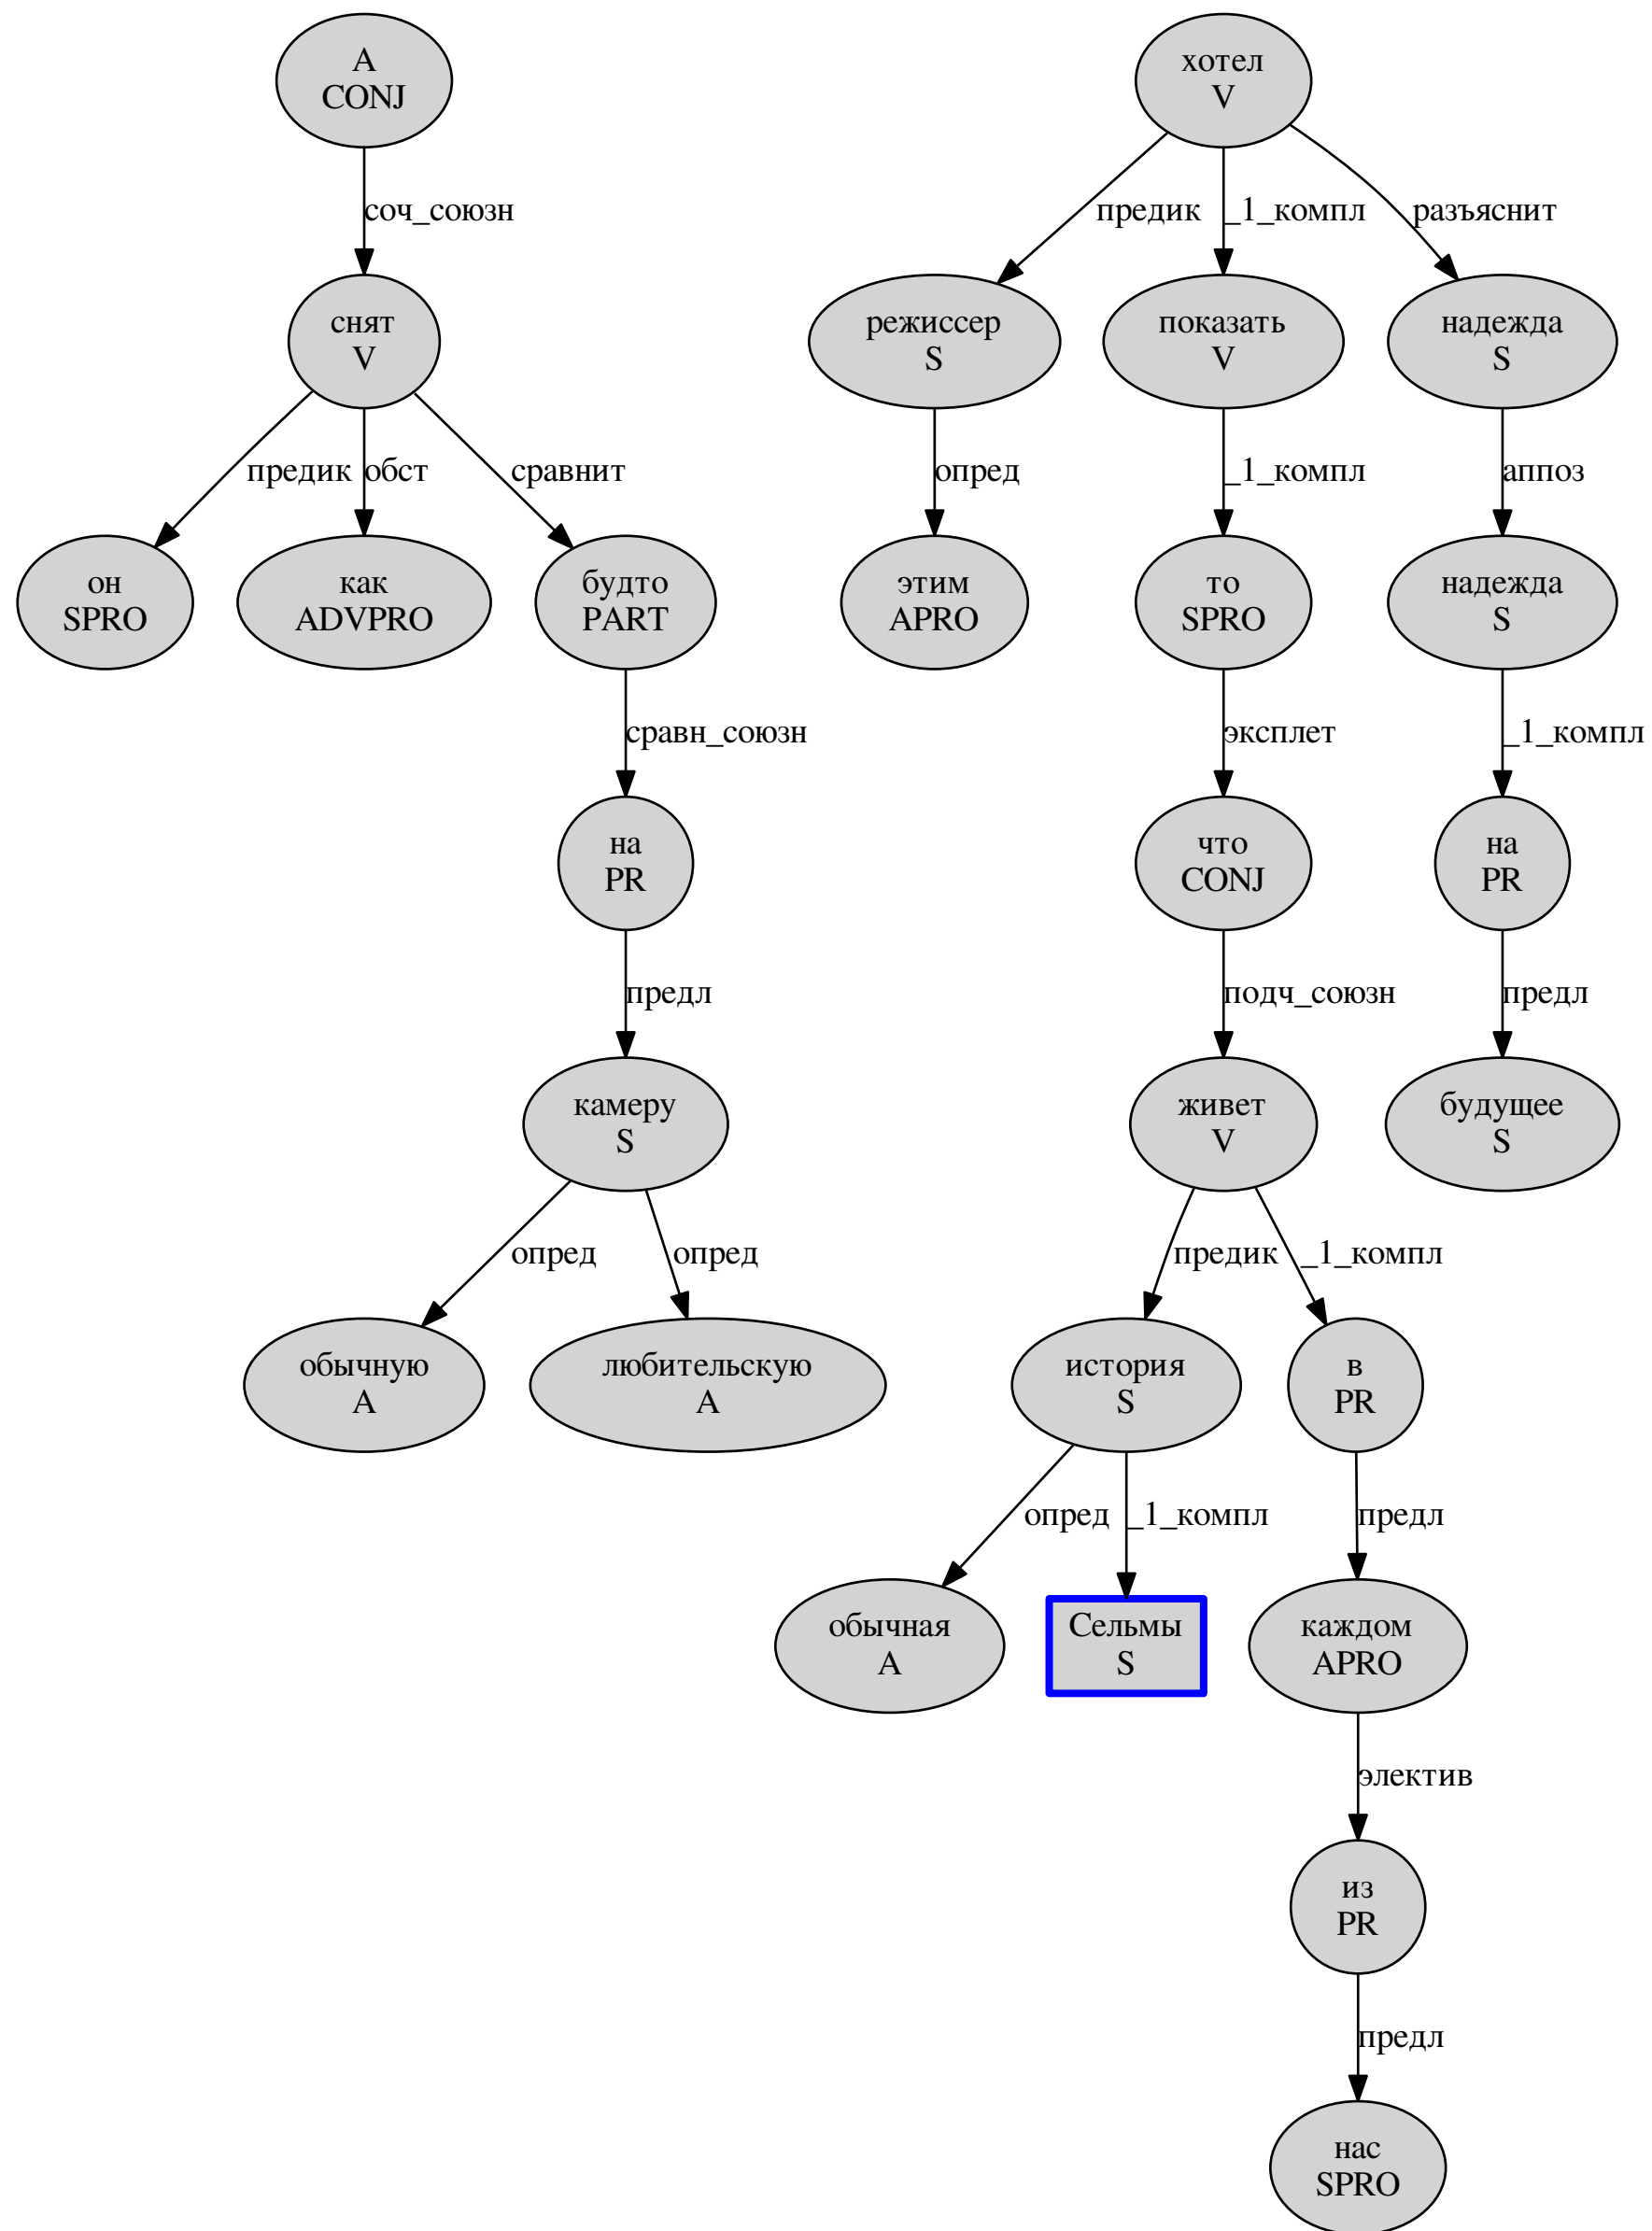 А
CONJ
хотел
V
соч_союзн
предик
_1_компл
разъяснит
снят
V
режиссер
S
показать
V
надежда
S
предик
обст
сравнит
опред
_1_компл
аппоз
он
SPRO
как
ADVPRO
будто
PART
этим
APRO
то
SPRO
надежда
S
сравн_союзн
эксплет
_1_компл
на
PR
что
CONJ
на
PR
предл
подч_союзн
предл
камеру
S
живет
V
будущее
S
опред
опред
предик
_1_компл
обычную
A
любительскую
A
история
S
в
PR
опред
_1_компл
предл
обычная
A
Сельмы
S
каждом
APRO
электив
из
PR
предл
нас
SPRO